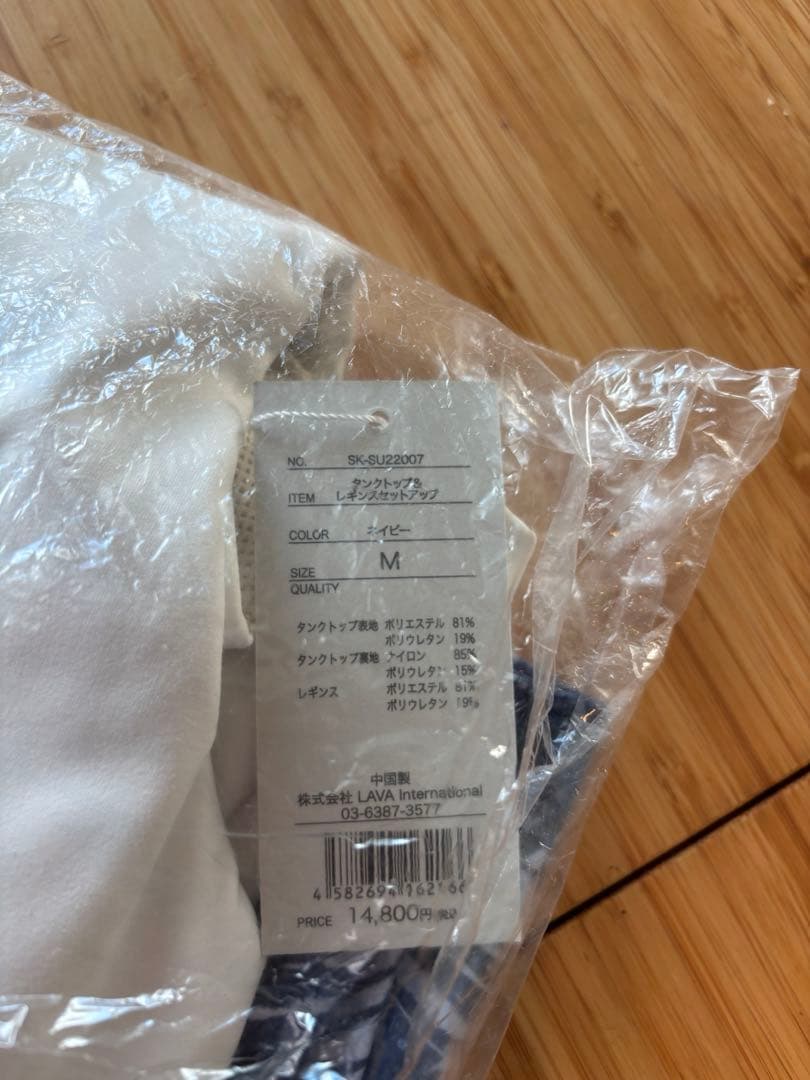 NO. SK-SU22007
タンクトップ&
ITEM レギンスセットアップ
COLOR ネイビー
SIZE M
QUALITY
タンクトップ表地 ポリエステル 81%
ポリウレタン 19%
タンクトップ裏地 ナイロン 85%
ポリウレタン 15%
レギンス ポリエステル 81%
ポリウレタン 19%
中国製
株式会社 LAVA International
03-6387-3577
4 582694 162166
PRICE 14,800円 税込